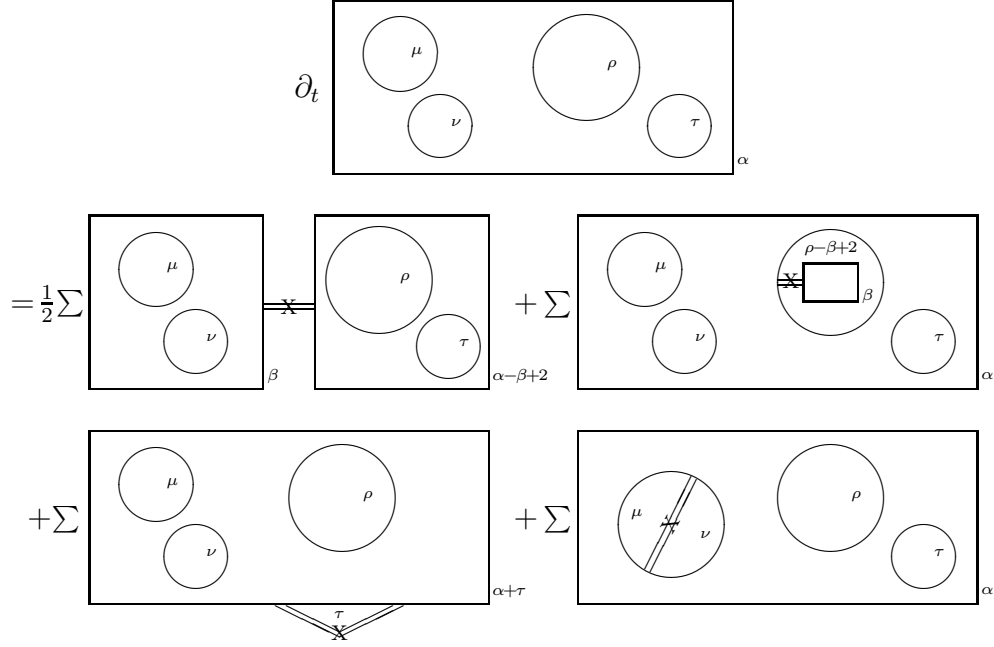 ∂t μ ν ρ τ α
= 1/2 ∑ μ ν β X ρ τ α−β+2 + ∑ μ ν ρ−β+2 X β τ α
+ ∑ μ ν ρ α+τ τ X + ∑ μ ν X ρ τ α